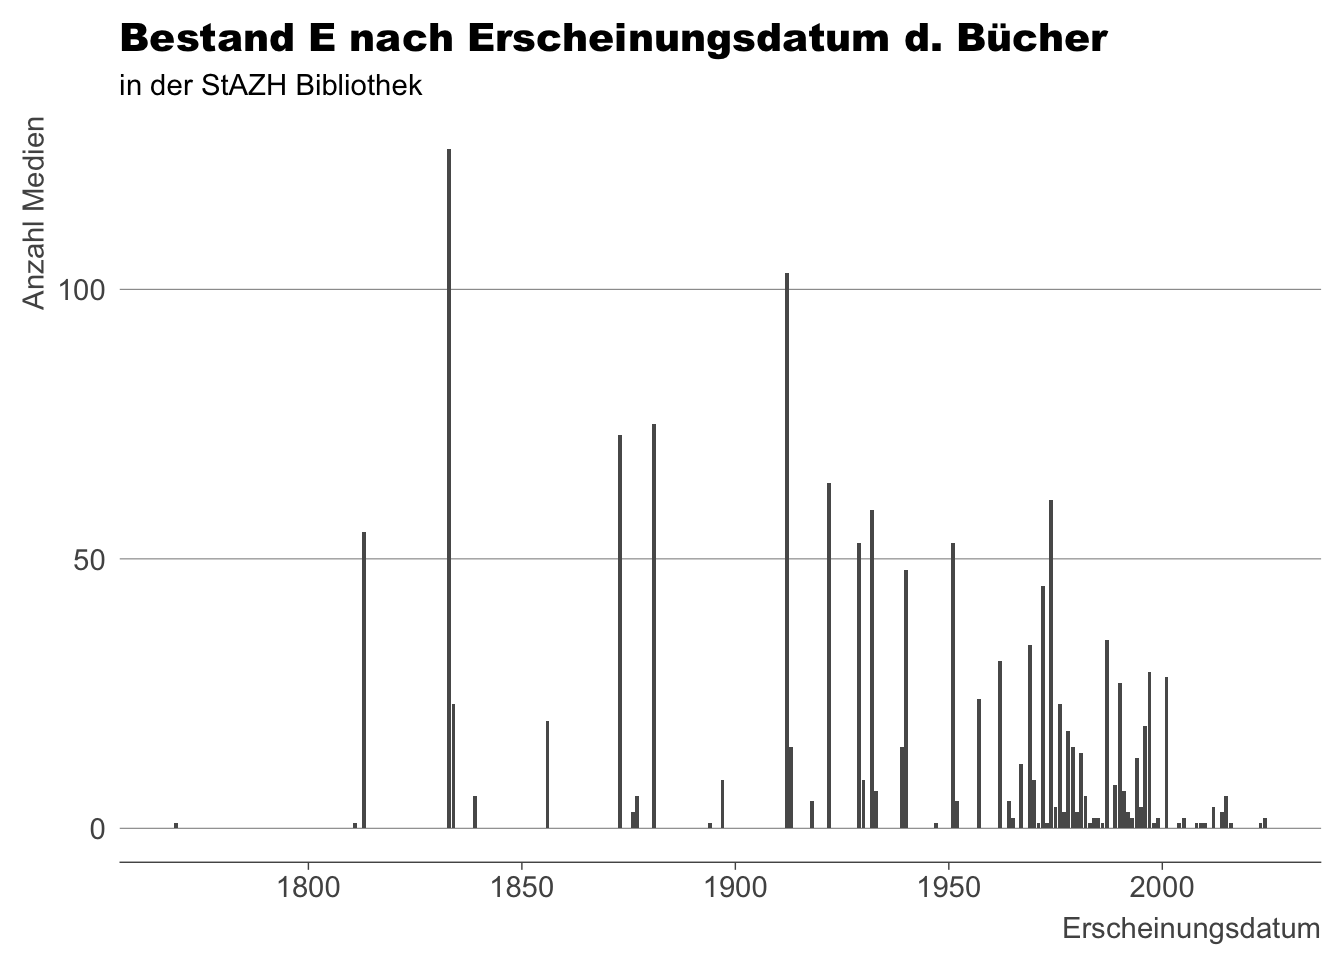 Bestand E nach Erscheinungsdatum d. Bücher
in der StAZH Bibliothek
Anzahl Medien
100
50
0
1800 1850 1900 1950 2000
Erscheinungsdatum